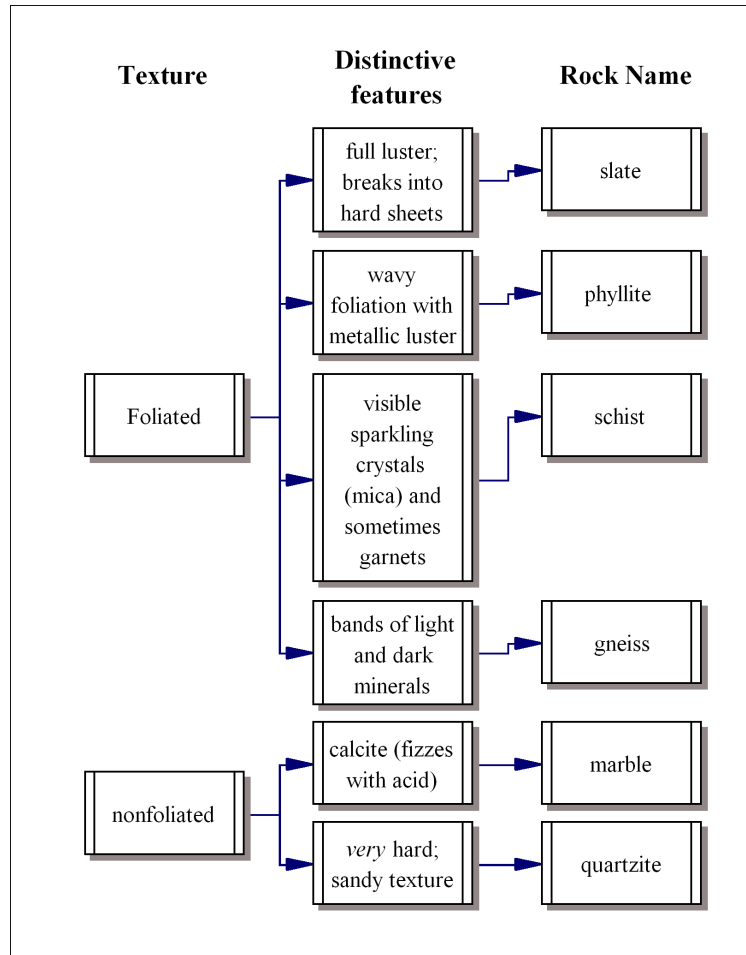 Texture
Distinctive
features
Rock Name
full luster;
breaks into
hard sheets
slate
wavy
foliation with
metallic luster
phyllite
Foliated
visible
sparkling
crystals
(mica) and
sometimes
garnets
schist
bands of light
and dark
minerals
gneiss
nonfoliated
calcite (fizzes
with acid)
marble
very hard;
sandy texture
quartzite